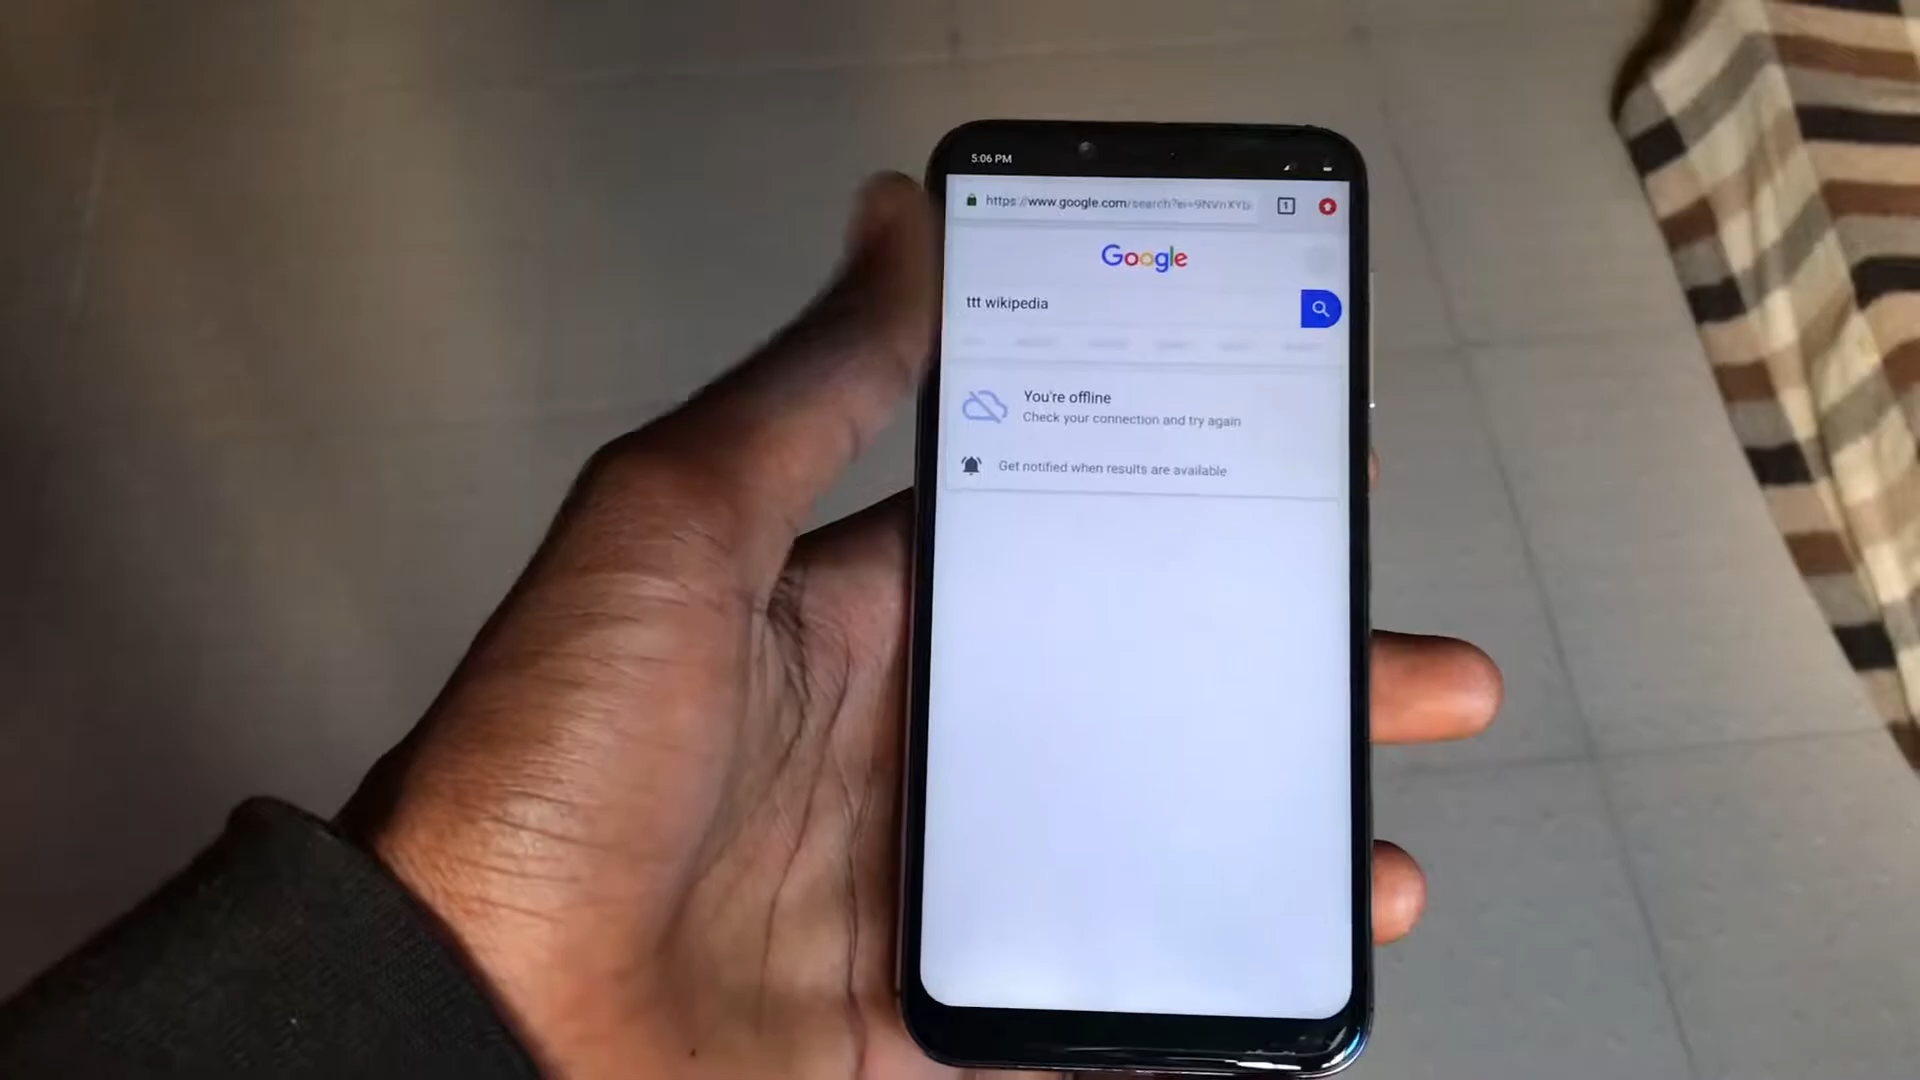 5:06 PM
https://www.google.com/search?ei=9NVnXYb
1
Google
ttt wikipedia
You're offline
Check your connection and try again
Get notified when results are available